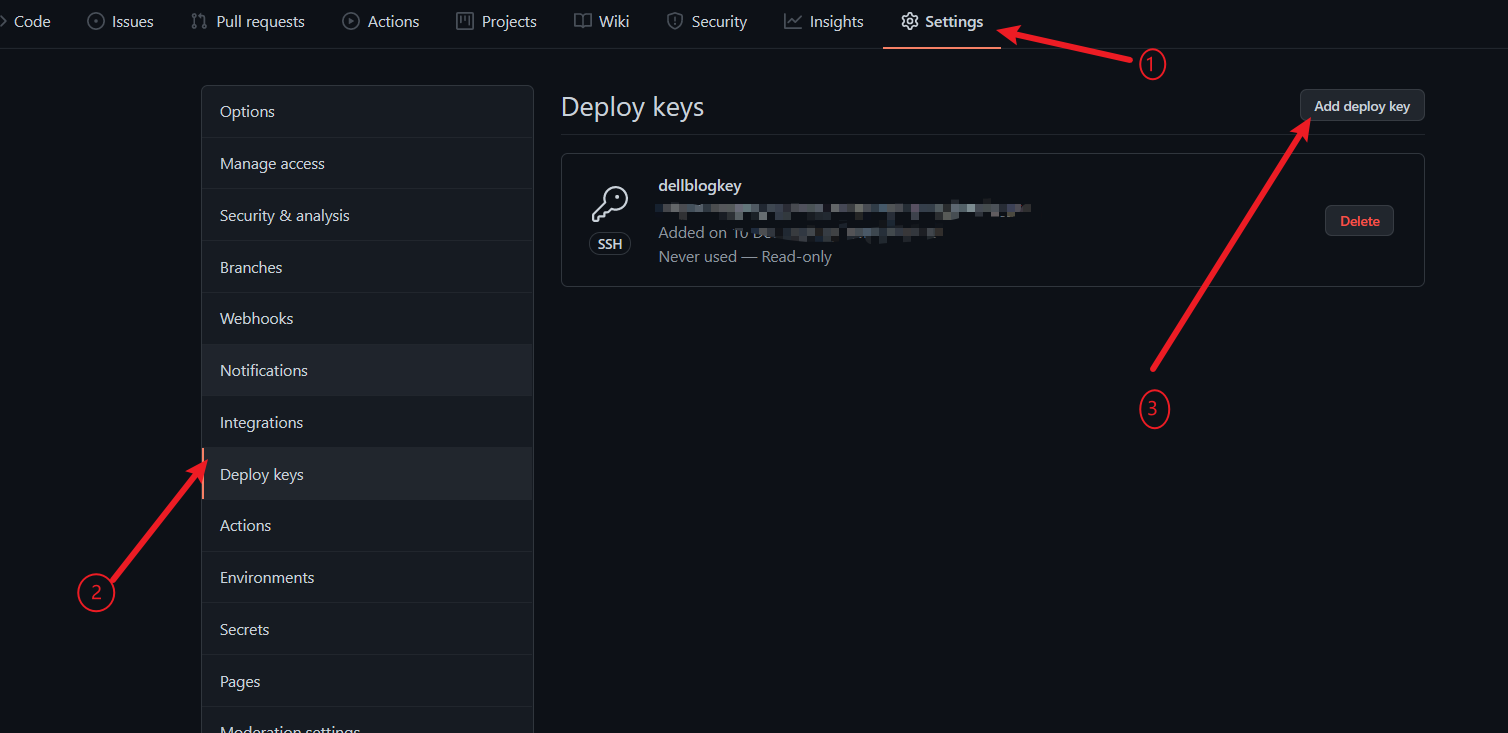 Code Issues Pull requests Actions Projects Wiki Security Insights Settings
1
Options
Manage access
Security & analysis
Branches
Webhooks
Notifications
Integrations
Deploy keys
Actions
Environments
Secrets
Pages
Moderation settings
2
Deploy keys
Add deploy key
dellblogkey
SSH
Added on 10
Never used — Read-only
Delete
3